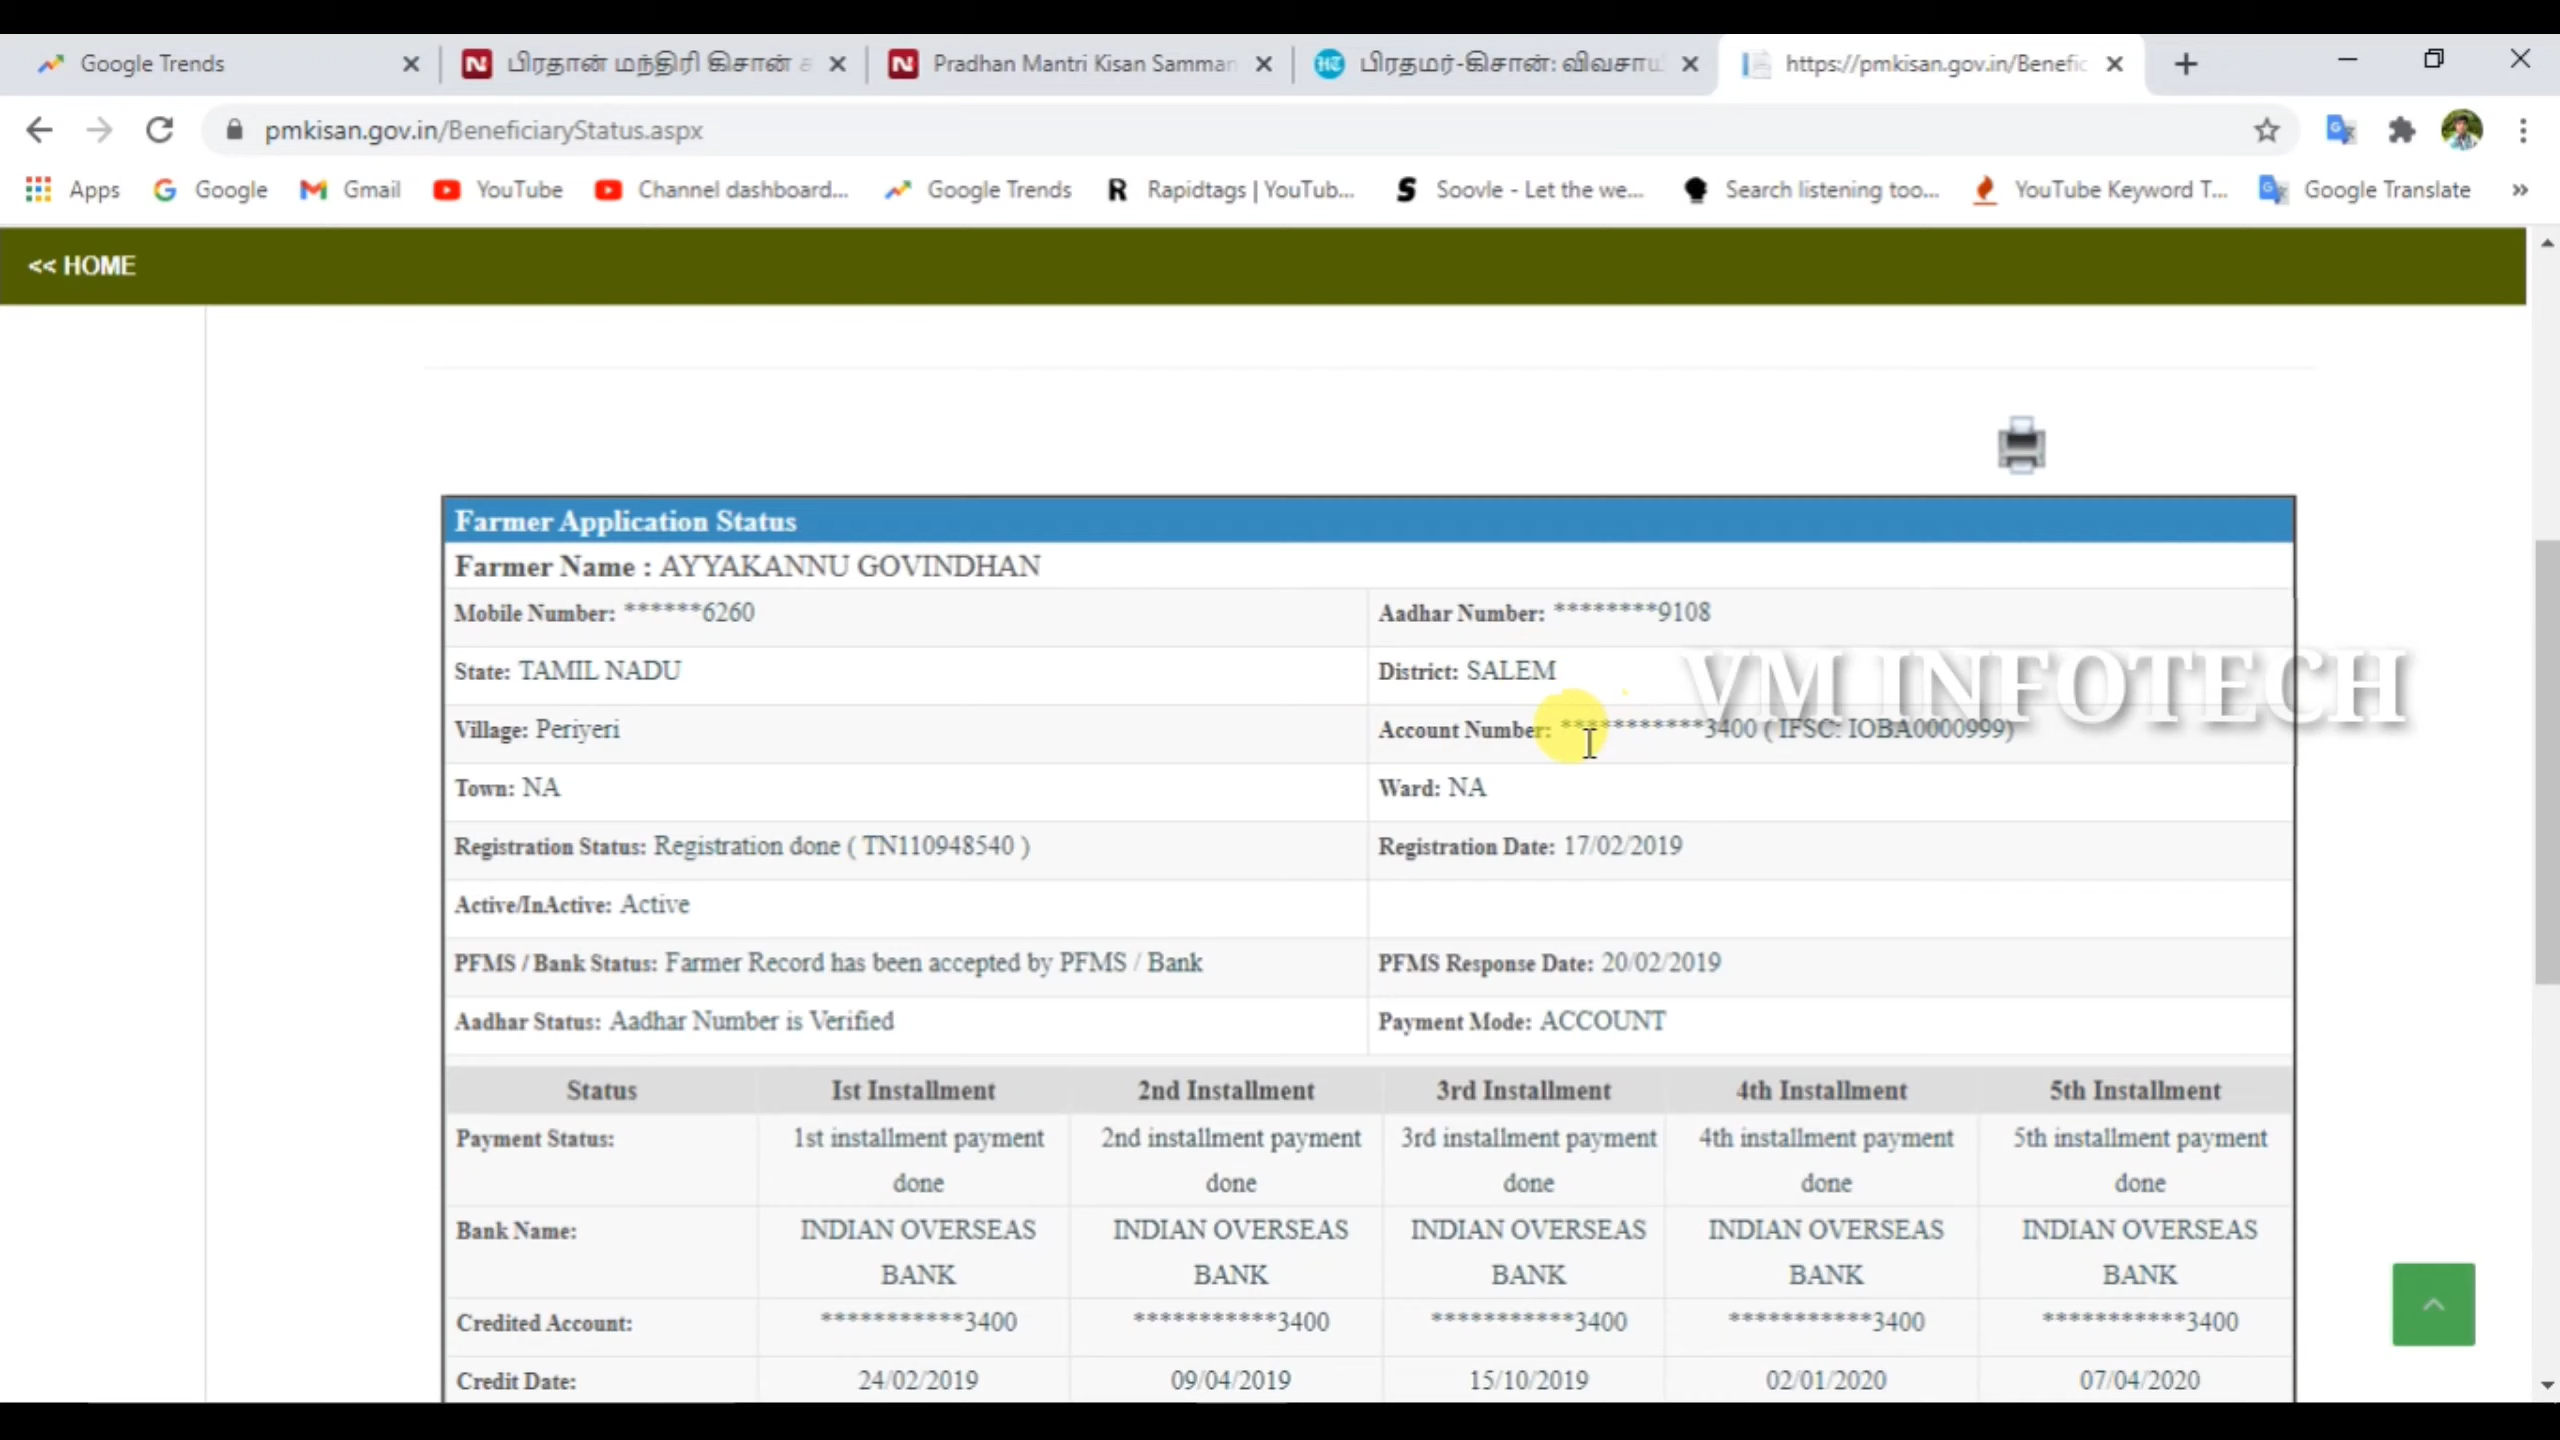 Google Trends
பிரதான் மந்திரி கிசான்
Pradhan Mantri Kisan Samman
பிரதமர்-கிசான்: விவசாய
https://pmkisan.gov.in/Benefic
pmkisan.gov.in/BeneficiaryStatus.aspx
Apps Google Gmail YouTube Channel dashboard... Google Trends Rapidtags | YouTub... Soovle - Let the we... Search listening too... YouTube Keyword T... Google Translate »
<< HOME
Farmer Application Status
Farmer Name : AYYAKANNU GOVINDHAN
Mobile Number: ******6260 Aadhar Number: ********9108
State: TAMIL NADU District: SALEM
VM INFOTECH
Village: Periyeri Account Number: ***********3400 ( IFSC: IOBA0000999)
Town: NA Ward: NA
Registration Status: Registration done ( TN110948540 ) Registration Date: 17/02/2019
Active/InActive: Active
PFMS / Bank Status: Farmer Record has been accepted by PFMS / Bank PFMS Response Date: 20/02/2019
Aadhar Status: Aadhar Number is Verified Payment Mode: ACCOUNT
Status Ist Installment 2nd Installment 3rd Installment 4th Installment 5th Installment
Payment Status: 1st installment payment 2nd installment payment 3rd installment payment 4th installment payment 5th installment payment
done done done done done
Bank Name: INDIAN OVERSEAS INDIAN OVERSEAS INDIAN OVERSEAS INDIAN OVERSEAS INDIAN OVERSEAS
BANK BANK BANK BANK BANK
Credited Account: ***********3400 ***********3400 ***********3400 ***********3400 ***********3400
Credit Date: 24/02/2019 09/04/2019 15/10/2019 02/01/2020 07/04/2020